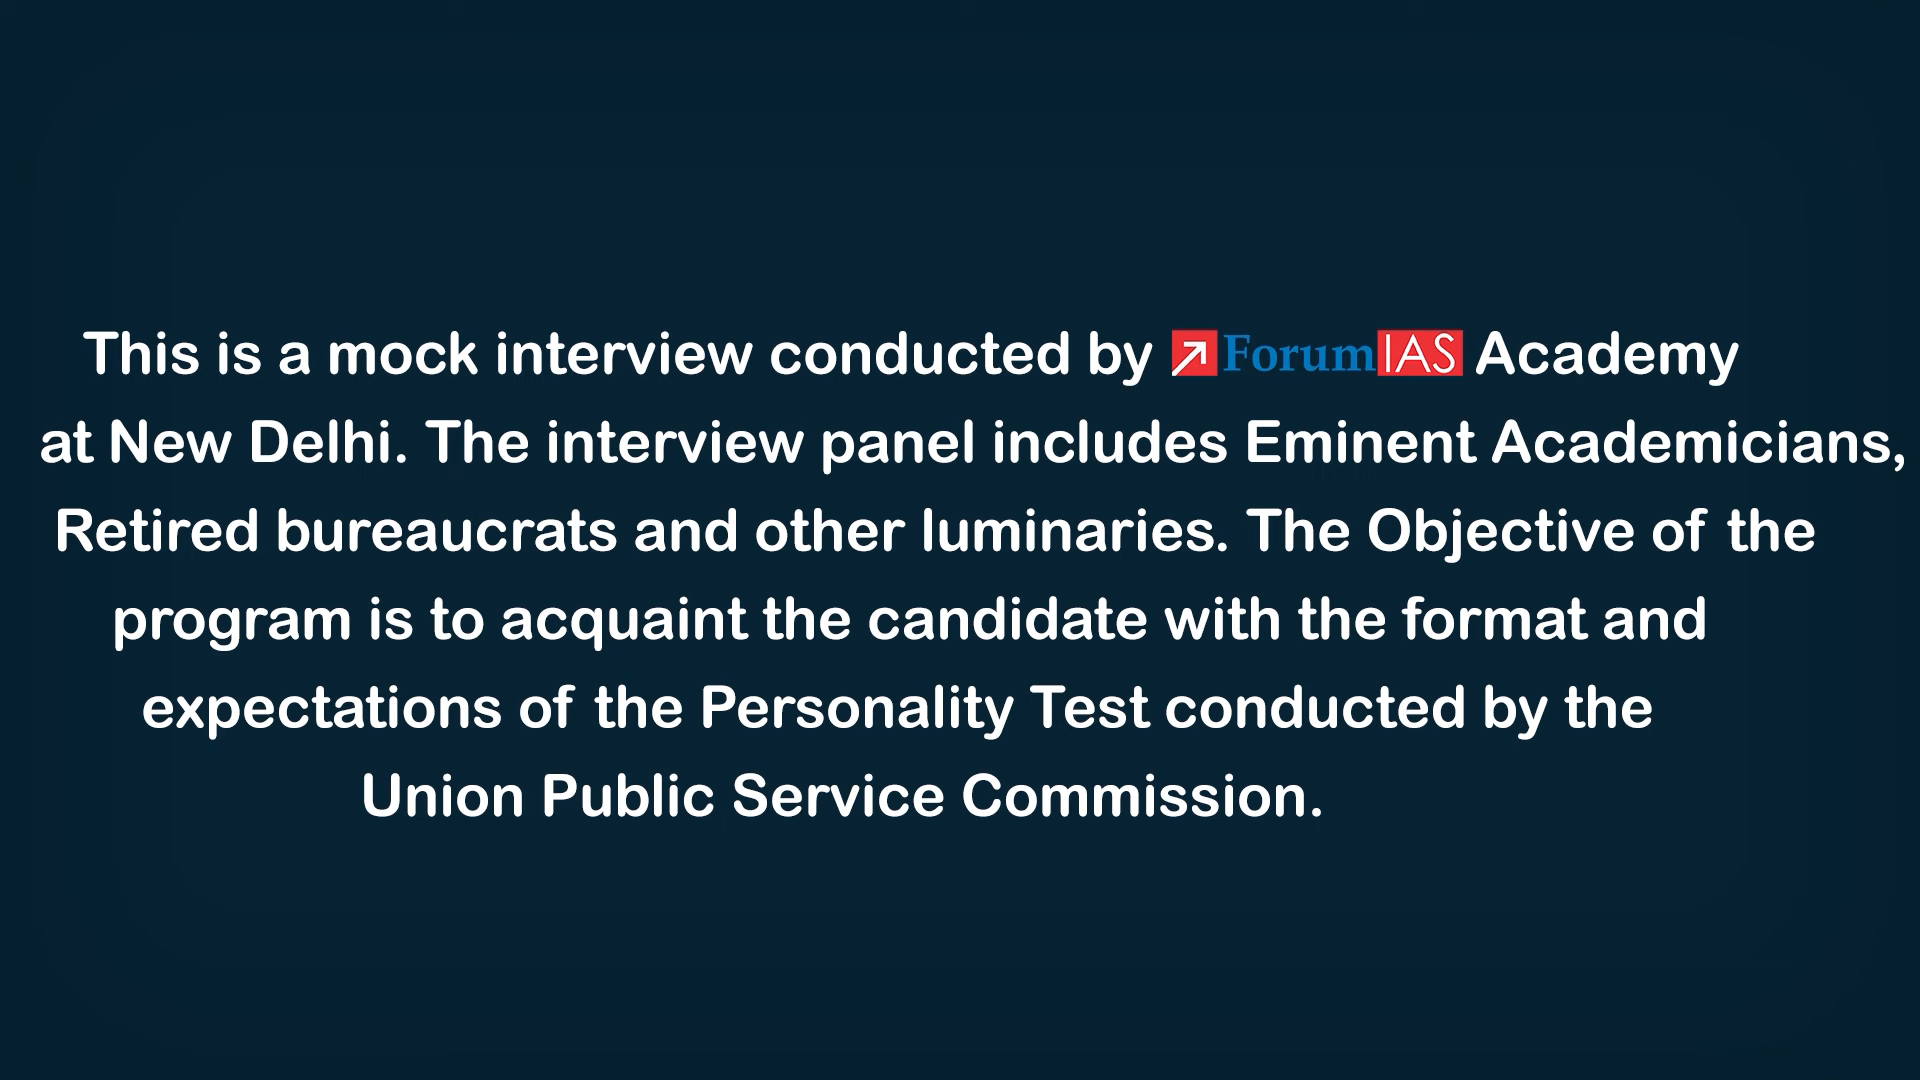 This is a mock interview conducted by ForumIAS Academy
at New Delhi. The interview panel includes Eminent Academicians,
Retired bureaucrats and other luminaries. The Objective of the
program is to acquaint the candidate with the format and
expectations of the Personality Test conducted by the
Union Public Service Commission.